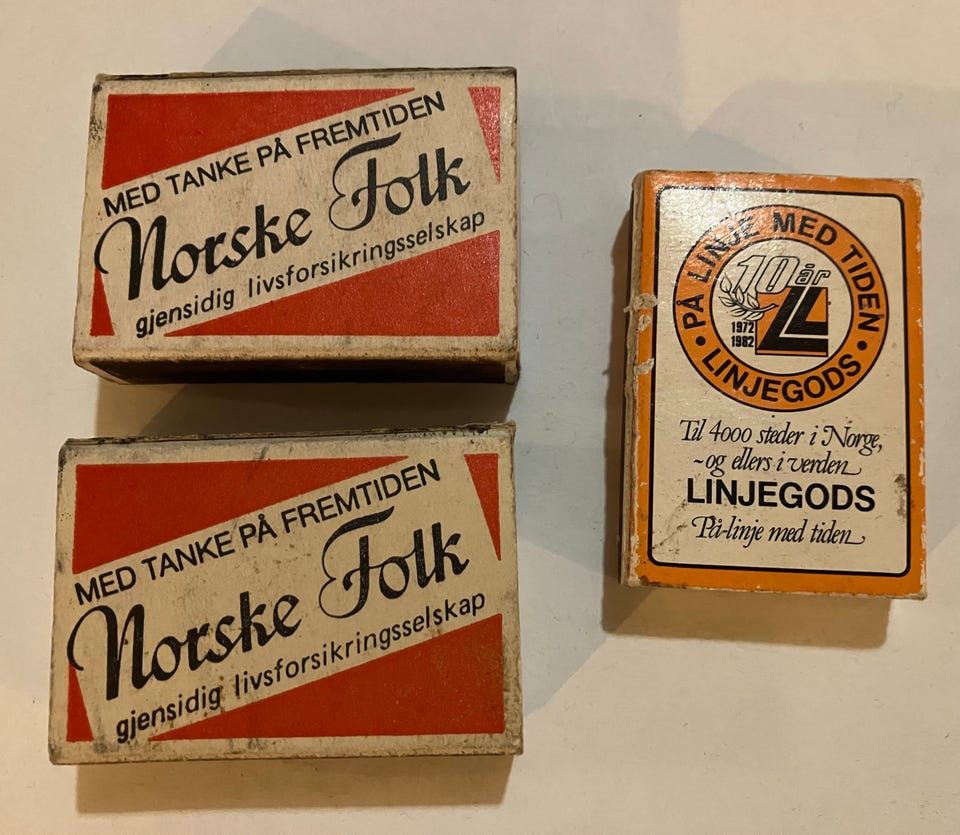 MED TANKE PÅ FREMTIDEN
Norske Folk
gjensidig livsforsikringsselskap
MED TANKE PÅ FREMTIDEN
Norske Folk
gjensidig livsforsikringsselskap
PÅ LINJE MED TIDEN
10 år
1972
1982
• LINJEGODS •
Til 4000 steder i Norge,
- og ellers i verden
LINJEGODS
På-linje med tiden